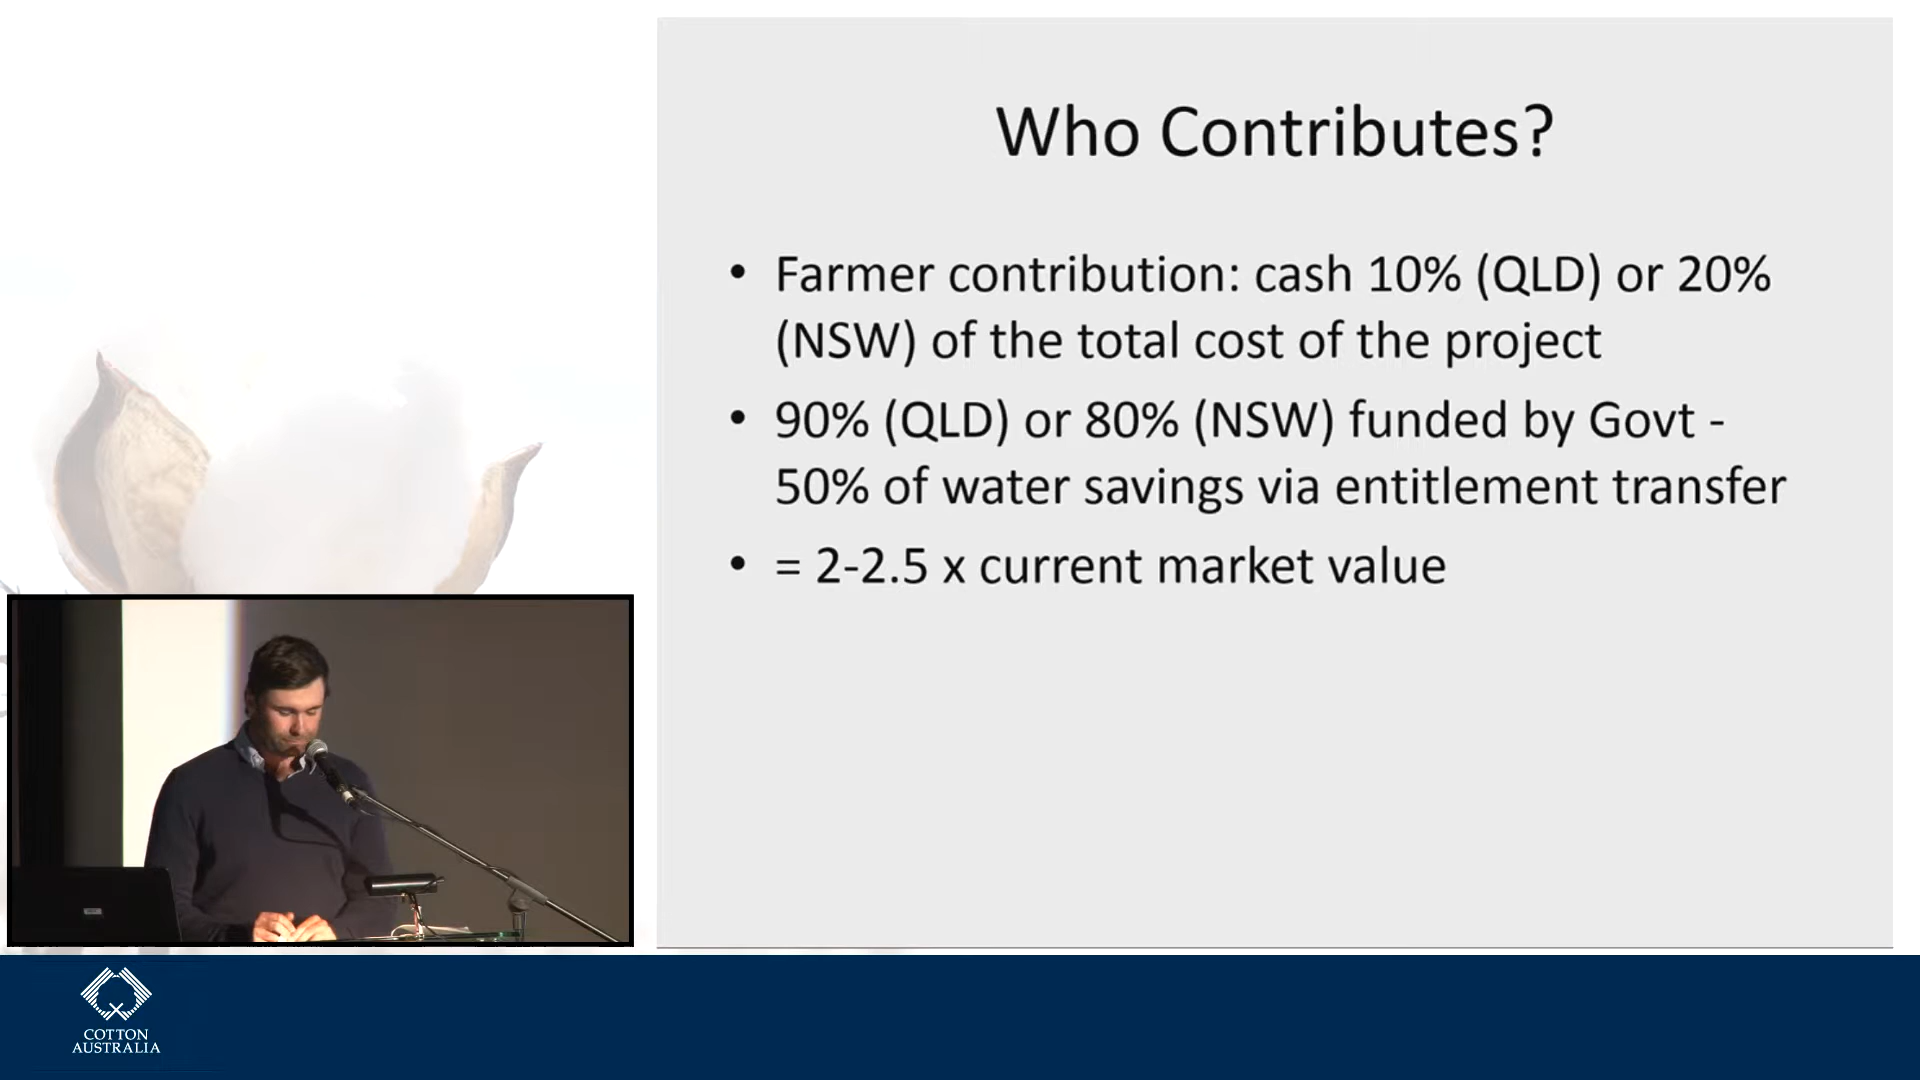 Who Contributes?
• Farmer contribution: cash 10% (QLD) or 20%
(NSW) of the total cost of the project
• 90% (QLD) or 80% (NSW) funded by Govt -
50% of water savings via entitlement transfer
• = 2-2.5 x current market value
COTTON
AUSTRALIA